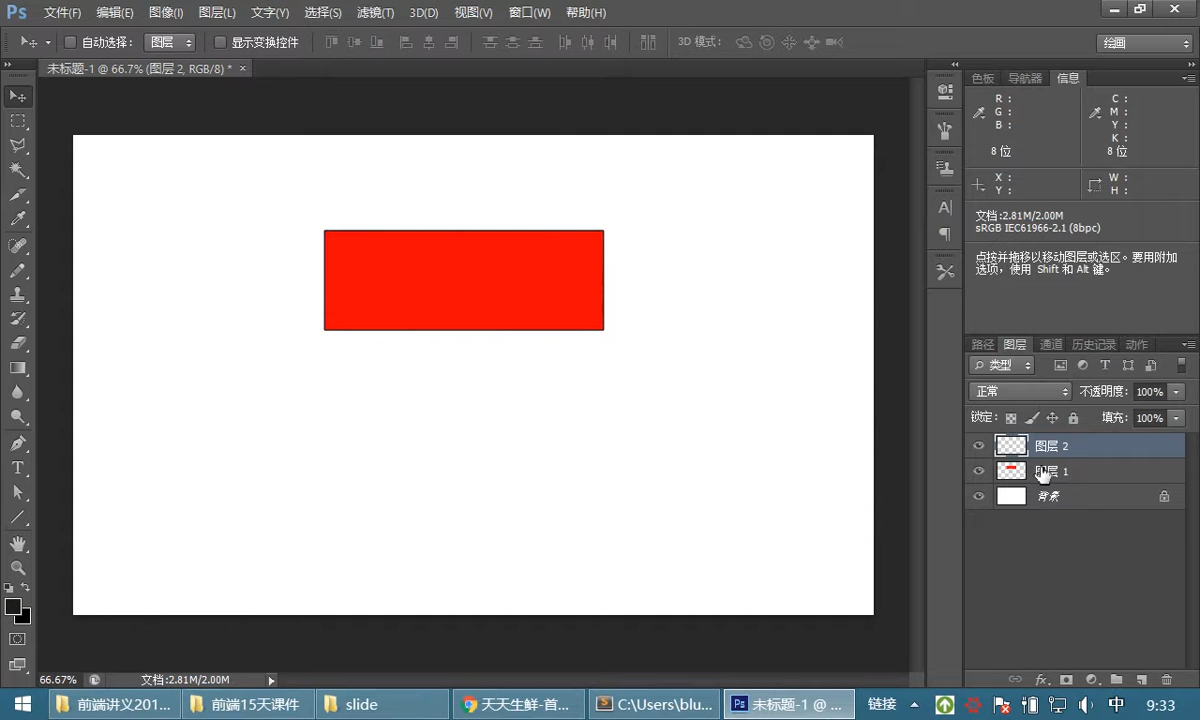 Ps 文件(F) 编辑(E) 图像(I) 图层(L) 文字(Y) 选择(S) 滤镜(T) 3D(D) 视图(V) 窗口(W) 帮助(H)
自动选择: 图层 显示变换控件 3D 模式: 绘画
未标题-1 @ 66.7% (图层 2, RGB/8) * ×
色板 导航器 信息
R : C :
G : M :
B : Y :
K :
8 位 8 位
X : W :
Y : H :
文档:2.81M/2.00M
sRGB IEC61966-2.1 (8bpc)
点按并拖移以移动图层或选区。要用附加
选项，使用 Shift 和 Alt 键。
路径 图层 通道 历史记录 动作
类型
正常 不透明度: 100%
锁定: 填充: 100%
图层 2
图层 1
背景
66.67% 文档:2.81M/2.00M
前端讲义201... 前端15天课件 slide 天天生鲜-首... C:\Users\blu... Ps 未标题-1 @ ... 链接 中 9:33